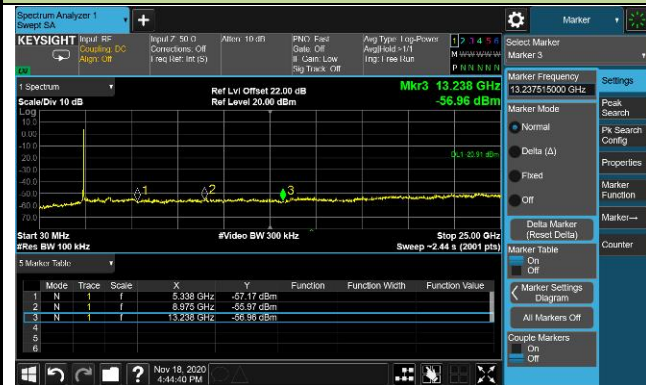 Spectrum Analyzer 1
Swept SA
Marker
KEYSIGHT
Input: RF
Coupling: DC
Align: Off
Input Z: 50 Ω
Corrections: Off
Freq Ref: Int (S)
Atten: 10 dB
PNO: Fast
Gate: Off
IF Gain: Low
Sig Track: Off
Avg Type: Log-Power
Avg|Hold:>1/1
Trig: Free Run
1 2 3 4 5 6
M W W W W W
P N N N N N
Select Marker
Marker 3
1 Spectrum
Scale/Div 10 dB
Log
Ref Lvl Offset 22.00 dB
Ref Level 20.00 dBm
Mkr3 13.238 GHz
-56.96 dBm
10.0
0.00
-10.0
-20.0
-30.0
-40.0
-50.0
-60.0
-70.0
DL1 -20.91 dBm
1
2
3
Start 30 MHz
#Res BW 100 kHz
#Video BW 300 kHz
Stop 25.00 GHz
Sweep ~2.44 s (2001 pts)
5 Marker Table
Mode Trace Scale X Y Function Function Width Function Value
1 N 1 f 5.338 GHz -57.17 dBm
2 N 1 f 8.975 GHz -56.97 dBm
3 N 1 f 13.238 GHz -56.96 dBm
4
5
6
Marker Frequency
13.237515000 GHz
Marker Mode
Normal
Delta (Δ)
Fixed
Off
Delta Marker
(Reset Delta)
Marker Table
On
Off
Marker Settings
Diagram
All Markers Off
Couple Markers
On
Off
Settings
Peak
Search
Pk Search
Config
Properties
Marker
Function
Marker→
Counter
Nov 18, 2020
4:44:40 PM